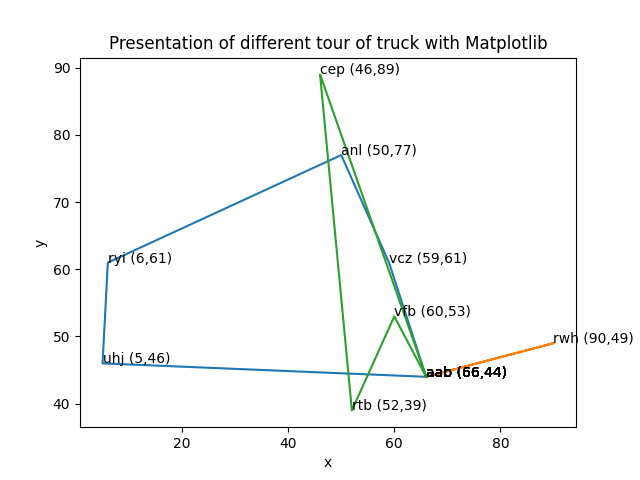 Presentation of different tour of truck with Matplotlib
cep (46,89)
anl (50,77)
ryi (6,61)
vcz (59,61)
vfb (60,53)
rwh (90,49)
uhj (5,46)
aab (66,44)
rtb (52,39)
y
90
80
70
60
50
40
20
40
60
80
x